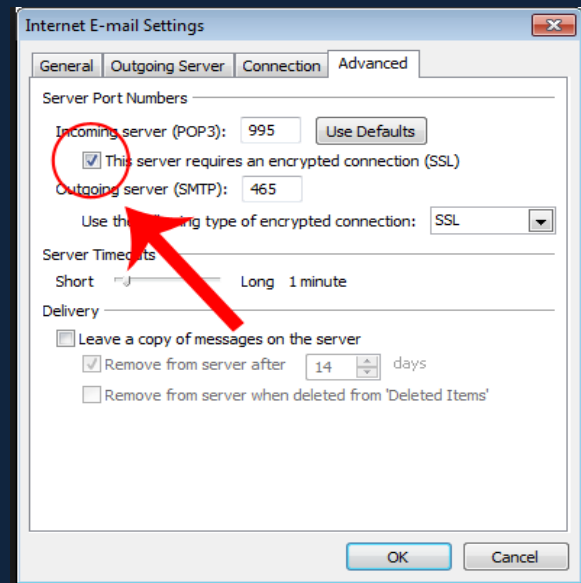 Internet E-mail Settings
General Outgoing Server Connection Advanced
Server Port Numbers
Incoming server (POP3): 995 Use Defaults
This server requires an encrypted connection (SSL)
Outgoing server (SMTP): 465
Use the following type of encrypted connection: SSL
Server Timeouts
Short Long 1 minute
Delivery
Leave a copy of messages on the server
Remove from server after 14 days
Remove from server when deleted from 'Deleted Items'
OK Cancel